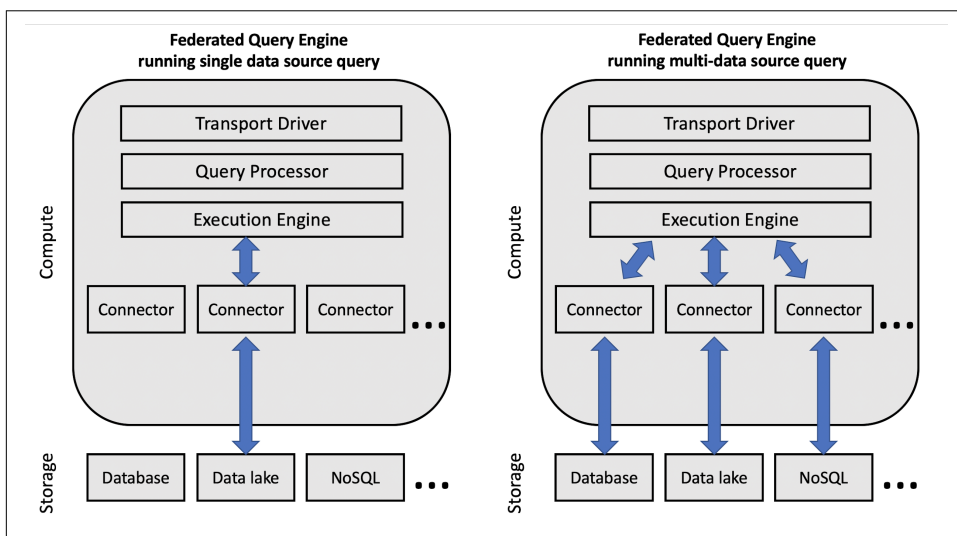 Federated Query Engine
running single data source query
Transport Driver
Query Processor
Execution Engine
Compute
Connector
Connector
Connector
...
Storage
Database
Data lake
NoSQL
...
Federated Query Engine
running multi-data source query
Transport Driver
Query Processor
Execution Engine
Compute
Connector
Connector
Connector
...
Storage
Database
Data lake
NoSQL
...